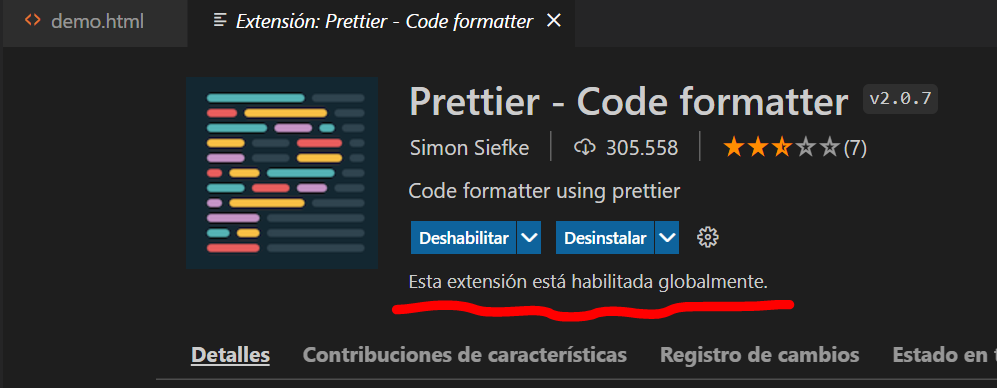 demo.html
Extensión: Prettier - Code formatter
Prettier - Code formatter v2.0.7
Simon Siefke 305.558 (7)
Code formatter using prettier
Deshabilitar Desinstalar
Esta extensión está habilitada globalmente.
Detalles Contribuciones de características Registro de cambios Estado en